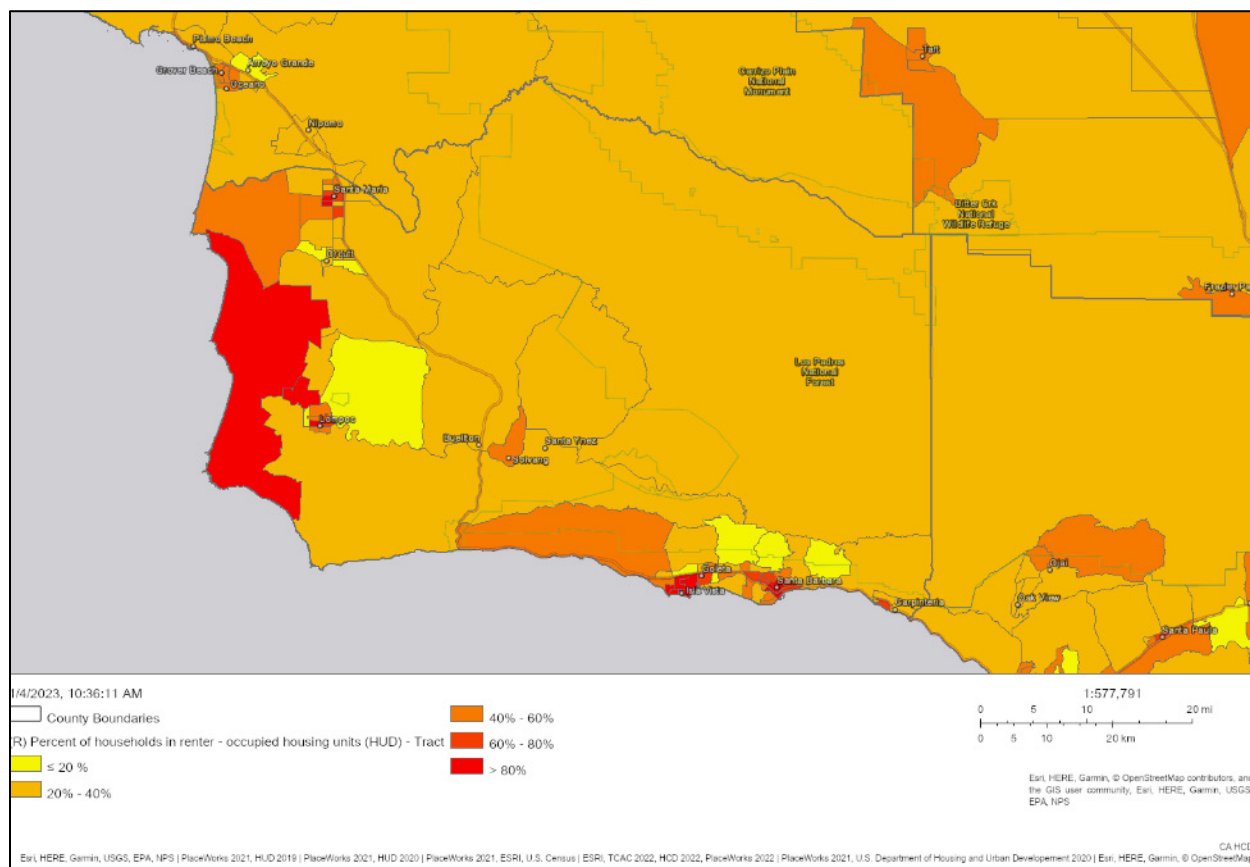 Pismo Beach
Arroyo Grande
Grover Beach
Oceano
Nipomo
Santa Maria
Orcutt
Lompoc
Buellton
Santa Ynez
Solvang
Carrizo Plain
National
Monument
Taft
Bitter Crk
National
Wildlife Refuge
Los Padres
National
Forest
Goleta
Isla Vista
Santa Barbara
Carpinteria
Ojai
Oak View
Santa Paula
1/4/2023, 10:36:11 AM
County Boundaries
(R) Percent of households in renter - occupied housing units (HUD) - Tract
≤ 20 %
20% - 40%
40% - 60%
60% - 80%
> 80%
1:577,791
0 5 10 20 mi
0 5 10 20 km
Esri, HERE, Garmin, © OpenStreetMap contributors, and
the GIS user community, Esri, HERE, Garmin, USGS,
EPA, NPS
CA HCD
Esri, HERE, Garmin, USGS, EPA, NPS | PlaceWorks 2021, HUD 2019 | PlaceWorks 2021, HUD 2020 | PlaceWorks 2021, ESRI, U.S. Census | ESRI, TCAC 2022, HCD 2022, PlaceWorks 2022 | PlaceWorks 2021, U.S. Department of Housing and Urban Developement 2020 | Esri, HERE, Garmin, © OpenStreetMap